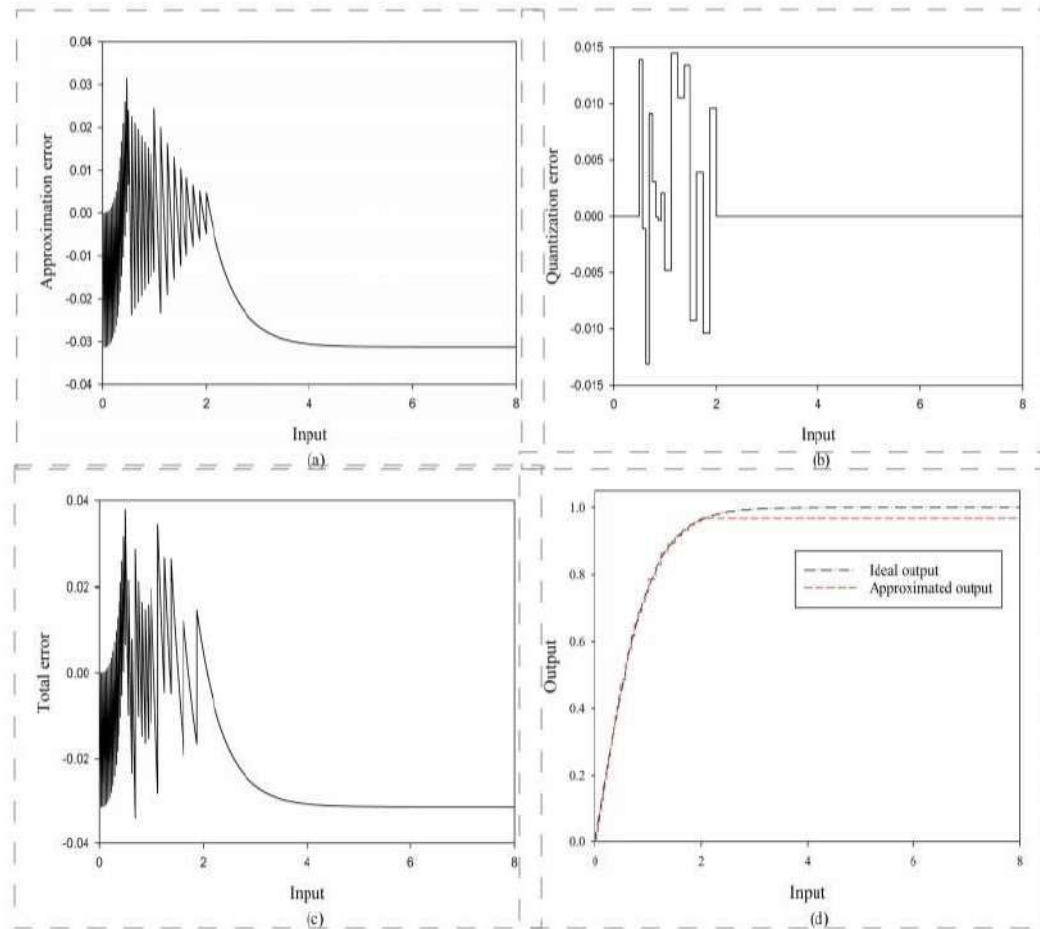 0.04
0.03
0.02
0.01
0.00
-0.01
-0.02
-0.03
-0.04
Approximation error
0 2 4 6 8
Input
(a)
0.015
0.010
0.005
0.000
-0.005
-0.010
-0.015
Quantization error
0 2 4 6 8
Input
(b)
0.04
0.02
0.00
-0.02
-0.04
Total error
0 2 4 6 8
Input
(c)
1.0
0.8
0.6
0.4
0.2
0.0
Output
Ideal output
Approximated output
0 2 4 6 8
Input
(d)